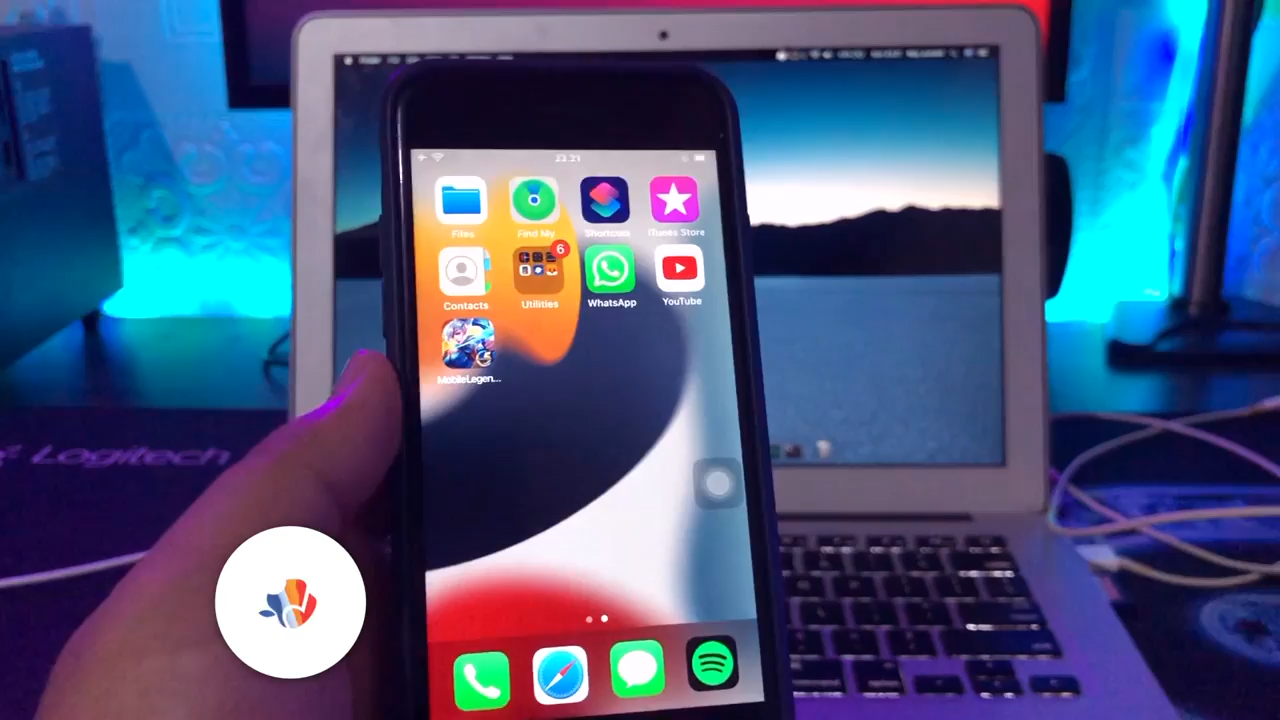 23.21
Files
Find My
Shortcuts
iTunes Store
6
Contacts
Utilities
WhatsApp
YouTube
MobileLegen...
Logitech